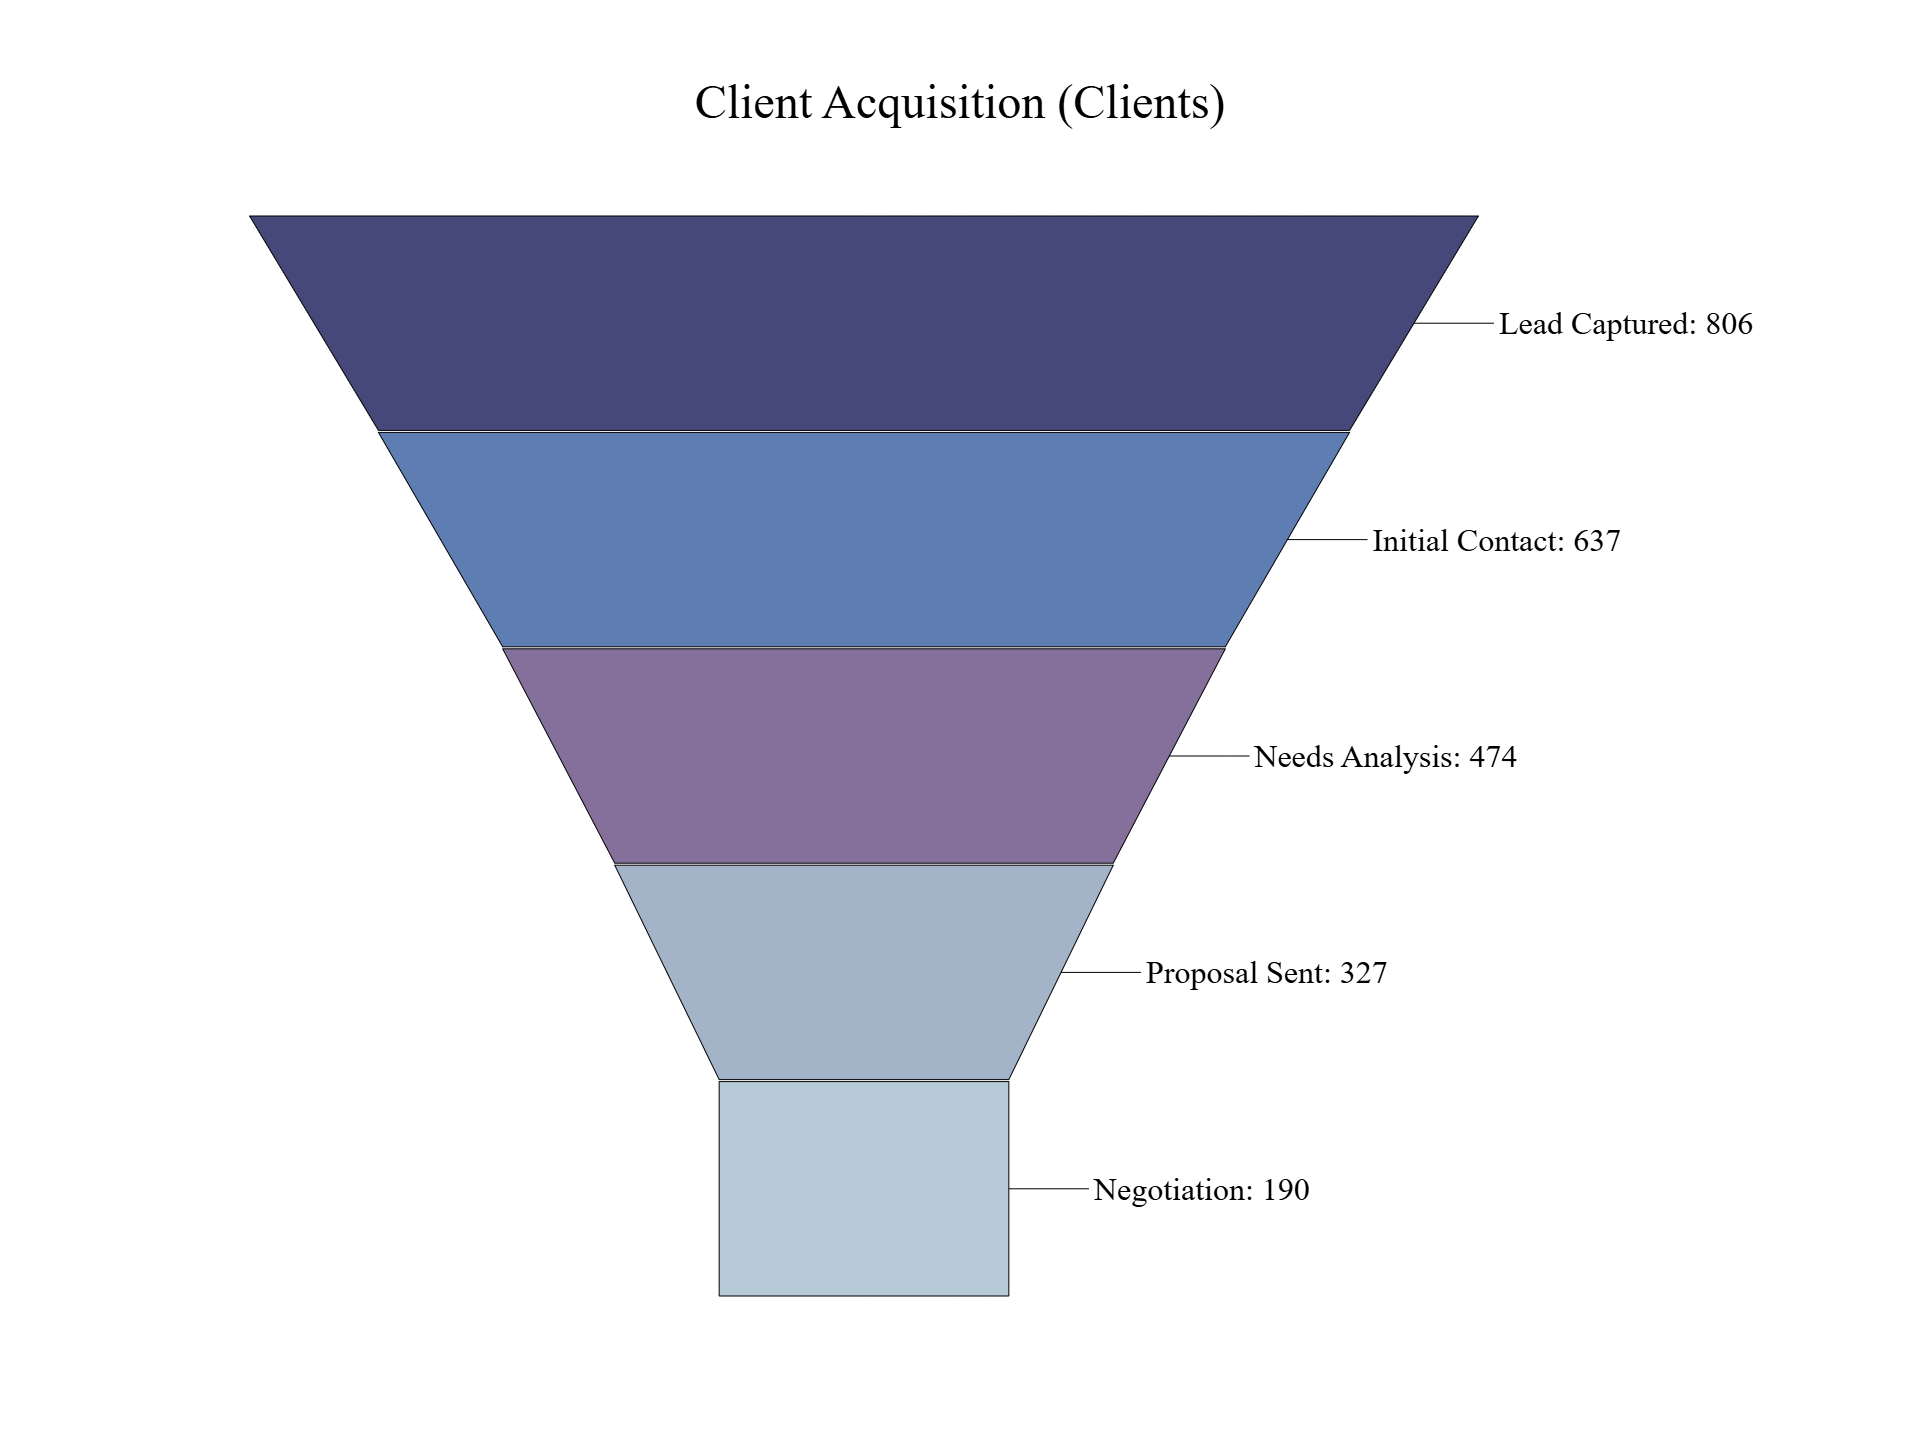 Client Acquisition (Clients)
Lead Captured: 806
Initial Contact: 637
Needs Analysis: 474
Proposal Sent: 327
Negotiation: 190